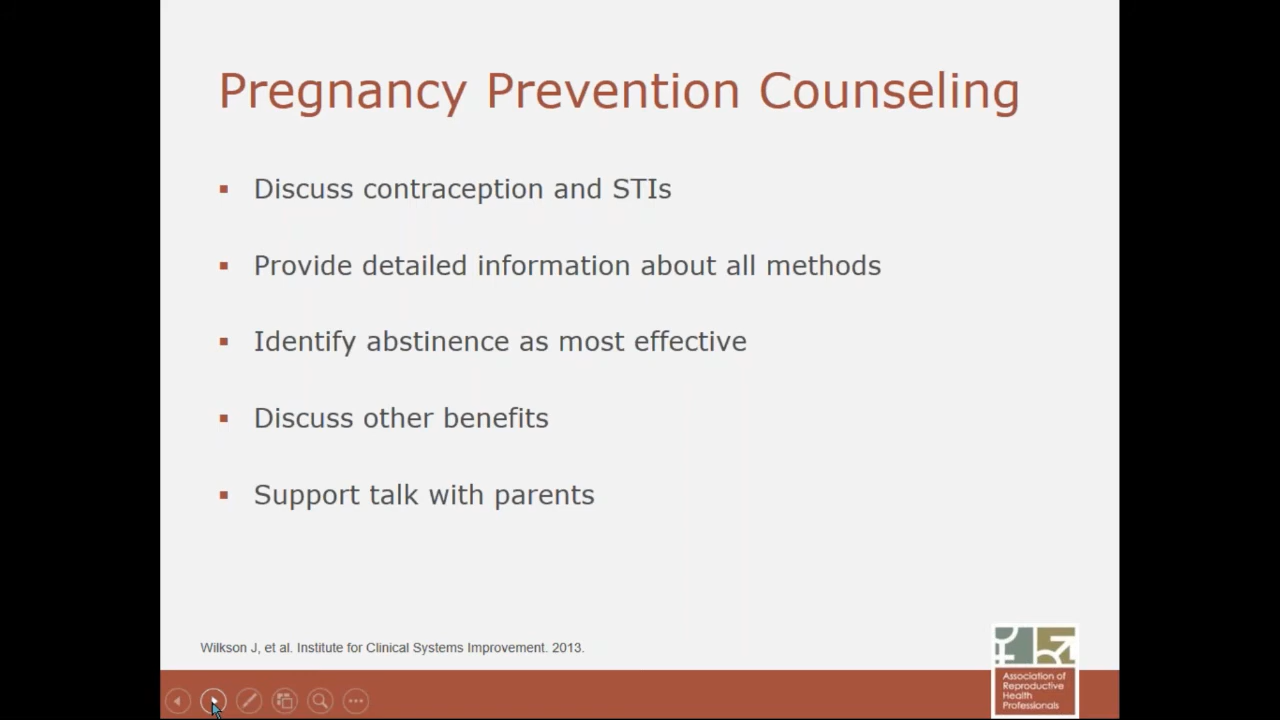 Pregnancy Prevention Counseling
Discuss contraception and STIs
Provide detailed information about all methods
Identify abstinence as most effective
Discuss other benefits
Support talk with parents
Wilkson J, et al. Institute for Clinical Systems Improvement. 2013.
Association of
Reproductive
Health
Professionals